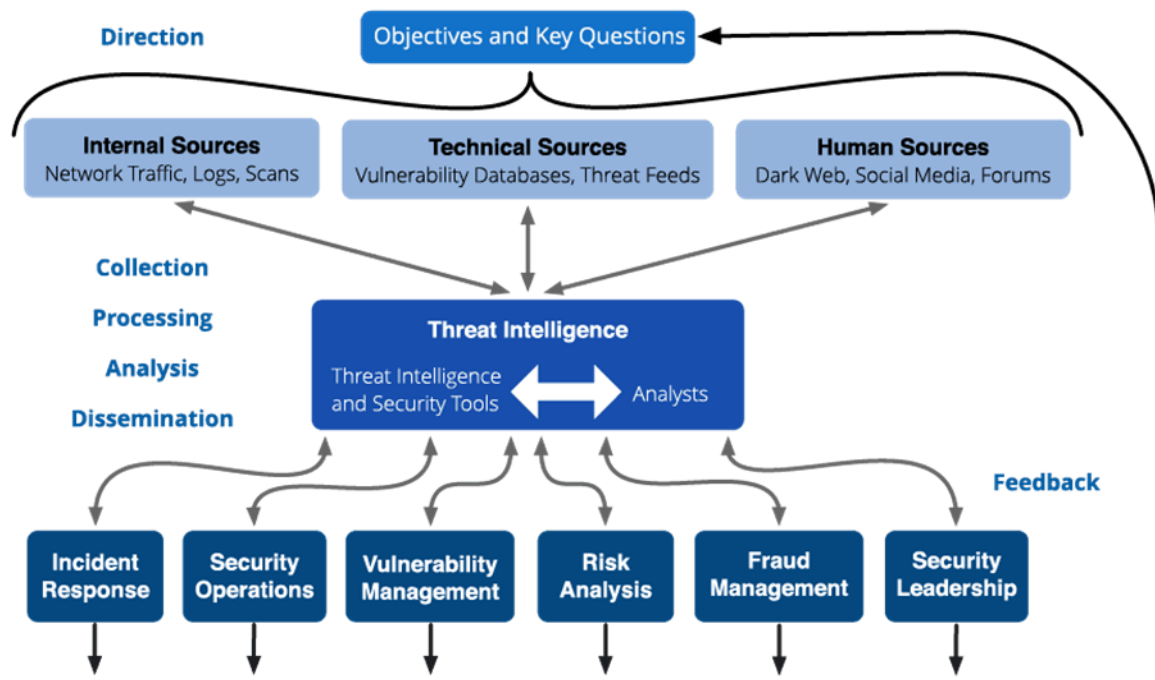 Direction
Objectives and Key Questions
Internal Sources
Network Traffic, Logs, Scans
Technical Sources
Vulnerability Databases, Threat Feeds
Human Sources
Dark Web, Social Media, Forums
Collection
Processing
Analysis
Dissemination
Threat Intelligence
Threat Intelligence
and Security Tools
Analysts
Feedback
Incident
Response
Security
Operations
Vulnerability
Management
Risk
Analysis
Fraud
Management
Security
Leadership